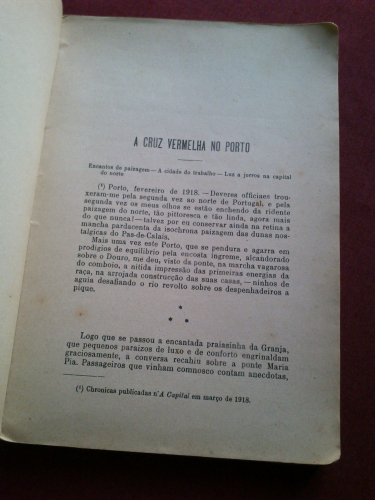 A CRUZ VERMELHA NO PORTO
Encantos de paizagem — A cidade do trabalho — Luz a jorros na capital
do norte
(¹) Porto, fevereiro de 1918. — Deveres officiaes trou-
xeram-me pela segunda vez ao norte de Portugal, e pela
segunda vez os meus olhos se estão enchendo da ridente
paizagem do norte, tão pittoresca e tão linda, agora mais
do que nunca! — talvez por eu conservar ainda na retina a
mancha pardacenta da isochrona paizagem das dunas nos-
talgicas do Pas-de-Calais.
Mais uma vez este Porto, que se pendura e agarra em
prodigios de equilibrio pela encosta ingreme, alcandorado
sobre o Douro, me deu, visto da ponte, na marcha vagarosa
do comboio, a nitida impressão das primeiras energias da
raça, na arrojada construcção das suas casas, — ninhos de
aguia desafiando o rio revolto sobre os despenhadeiros a
pique.
*
* *
Logo que se passou a encantada praiasinha da Granja,
que pequenos paraizos de luxo e de conforto engrinaldam
graciosamente, a conversa recahiu sobre a ponte Maria
Pia. Passageiros que vinham comnosco contam anecdotas,
(¹) Chronicas publicadas n'A Capital em março de 1918.